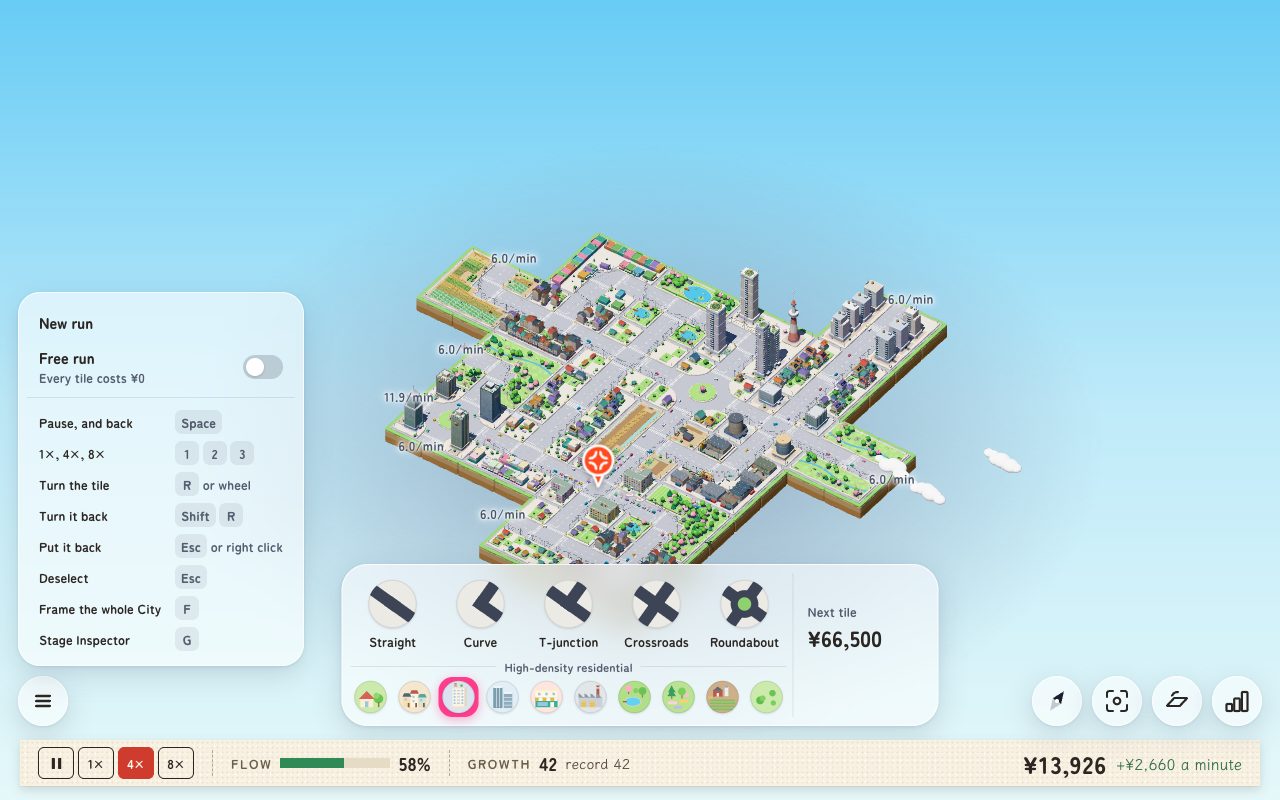 6.0/min
6.0/min
6.0/min
11.9/min
6.0/min
6.0/min
6.0/min
New run
Free run
Every tile costs ¥0
Pause, and back Space
1×, 4×, 8× 1 2 3
Turn the tile R or wheel
Turn it back Shift R
Put it back Esc or right click
Deselect Esc
Frame the whole City F
Stage Inspector G
Straight Curve T-junction Crossroads Roundabout
High-density residential
Next tile
¥66,500
1× 4× 8× FLOW 58% GROWTH 42 record 42 ¥13,926 +¥2,660 a minute